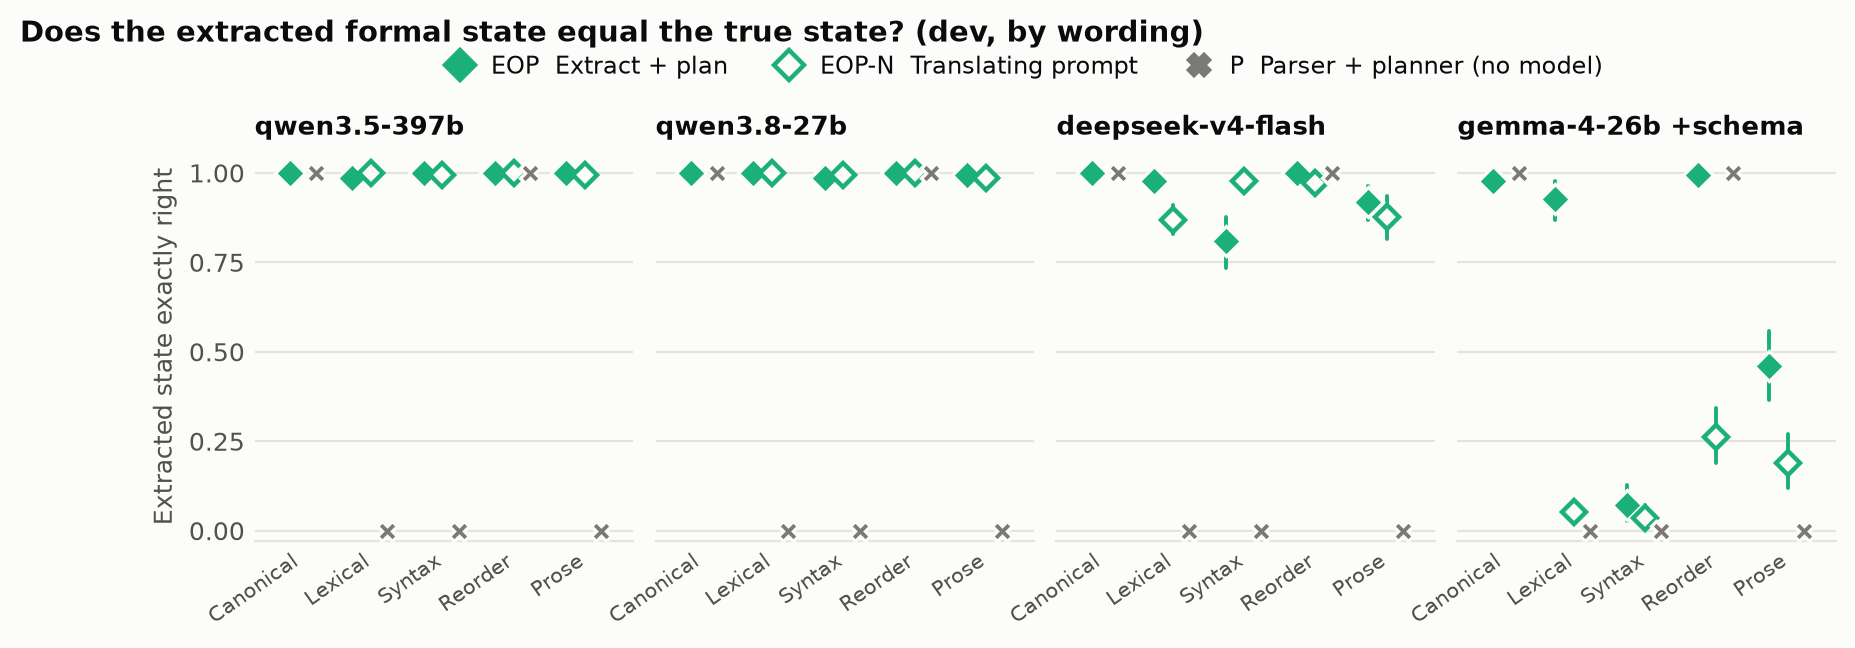 Does the extracted formal state equal the true state? (dev, by wording)
EOP Extract + plan EOP-N Translating prompt P Parser + planner (no model)
qwen3.5-397b qwen3.8-27b deepseek-v4-flash gemma-4-26b +schema
Extracted state exactly right
1.00
0.75
0.50
0.25
0.00
Canonical Lexical Syntax Reorder Prose Canonical Lexical Syntax Reorder Prose Canonical Lexical Syntax Reorder Prose Canonical Lexical Syntax Reorder Prose